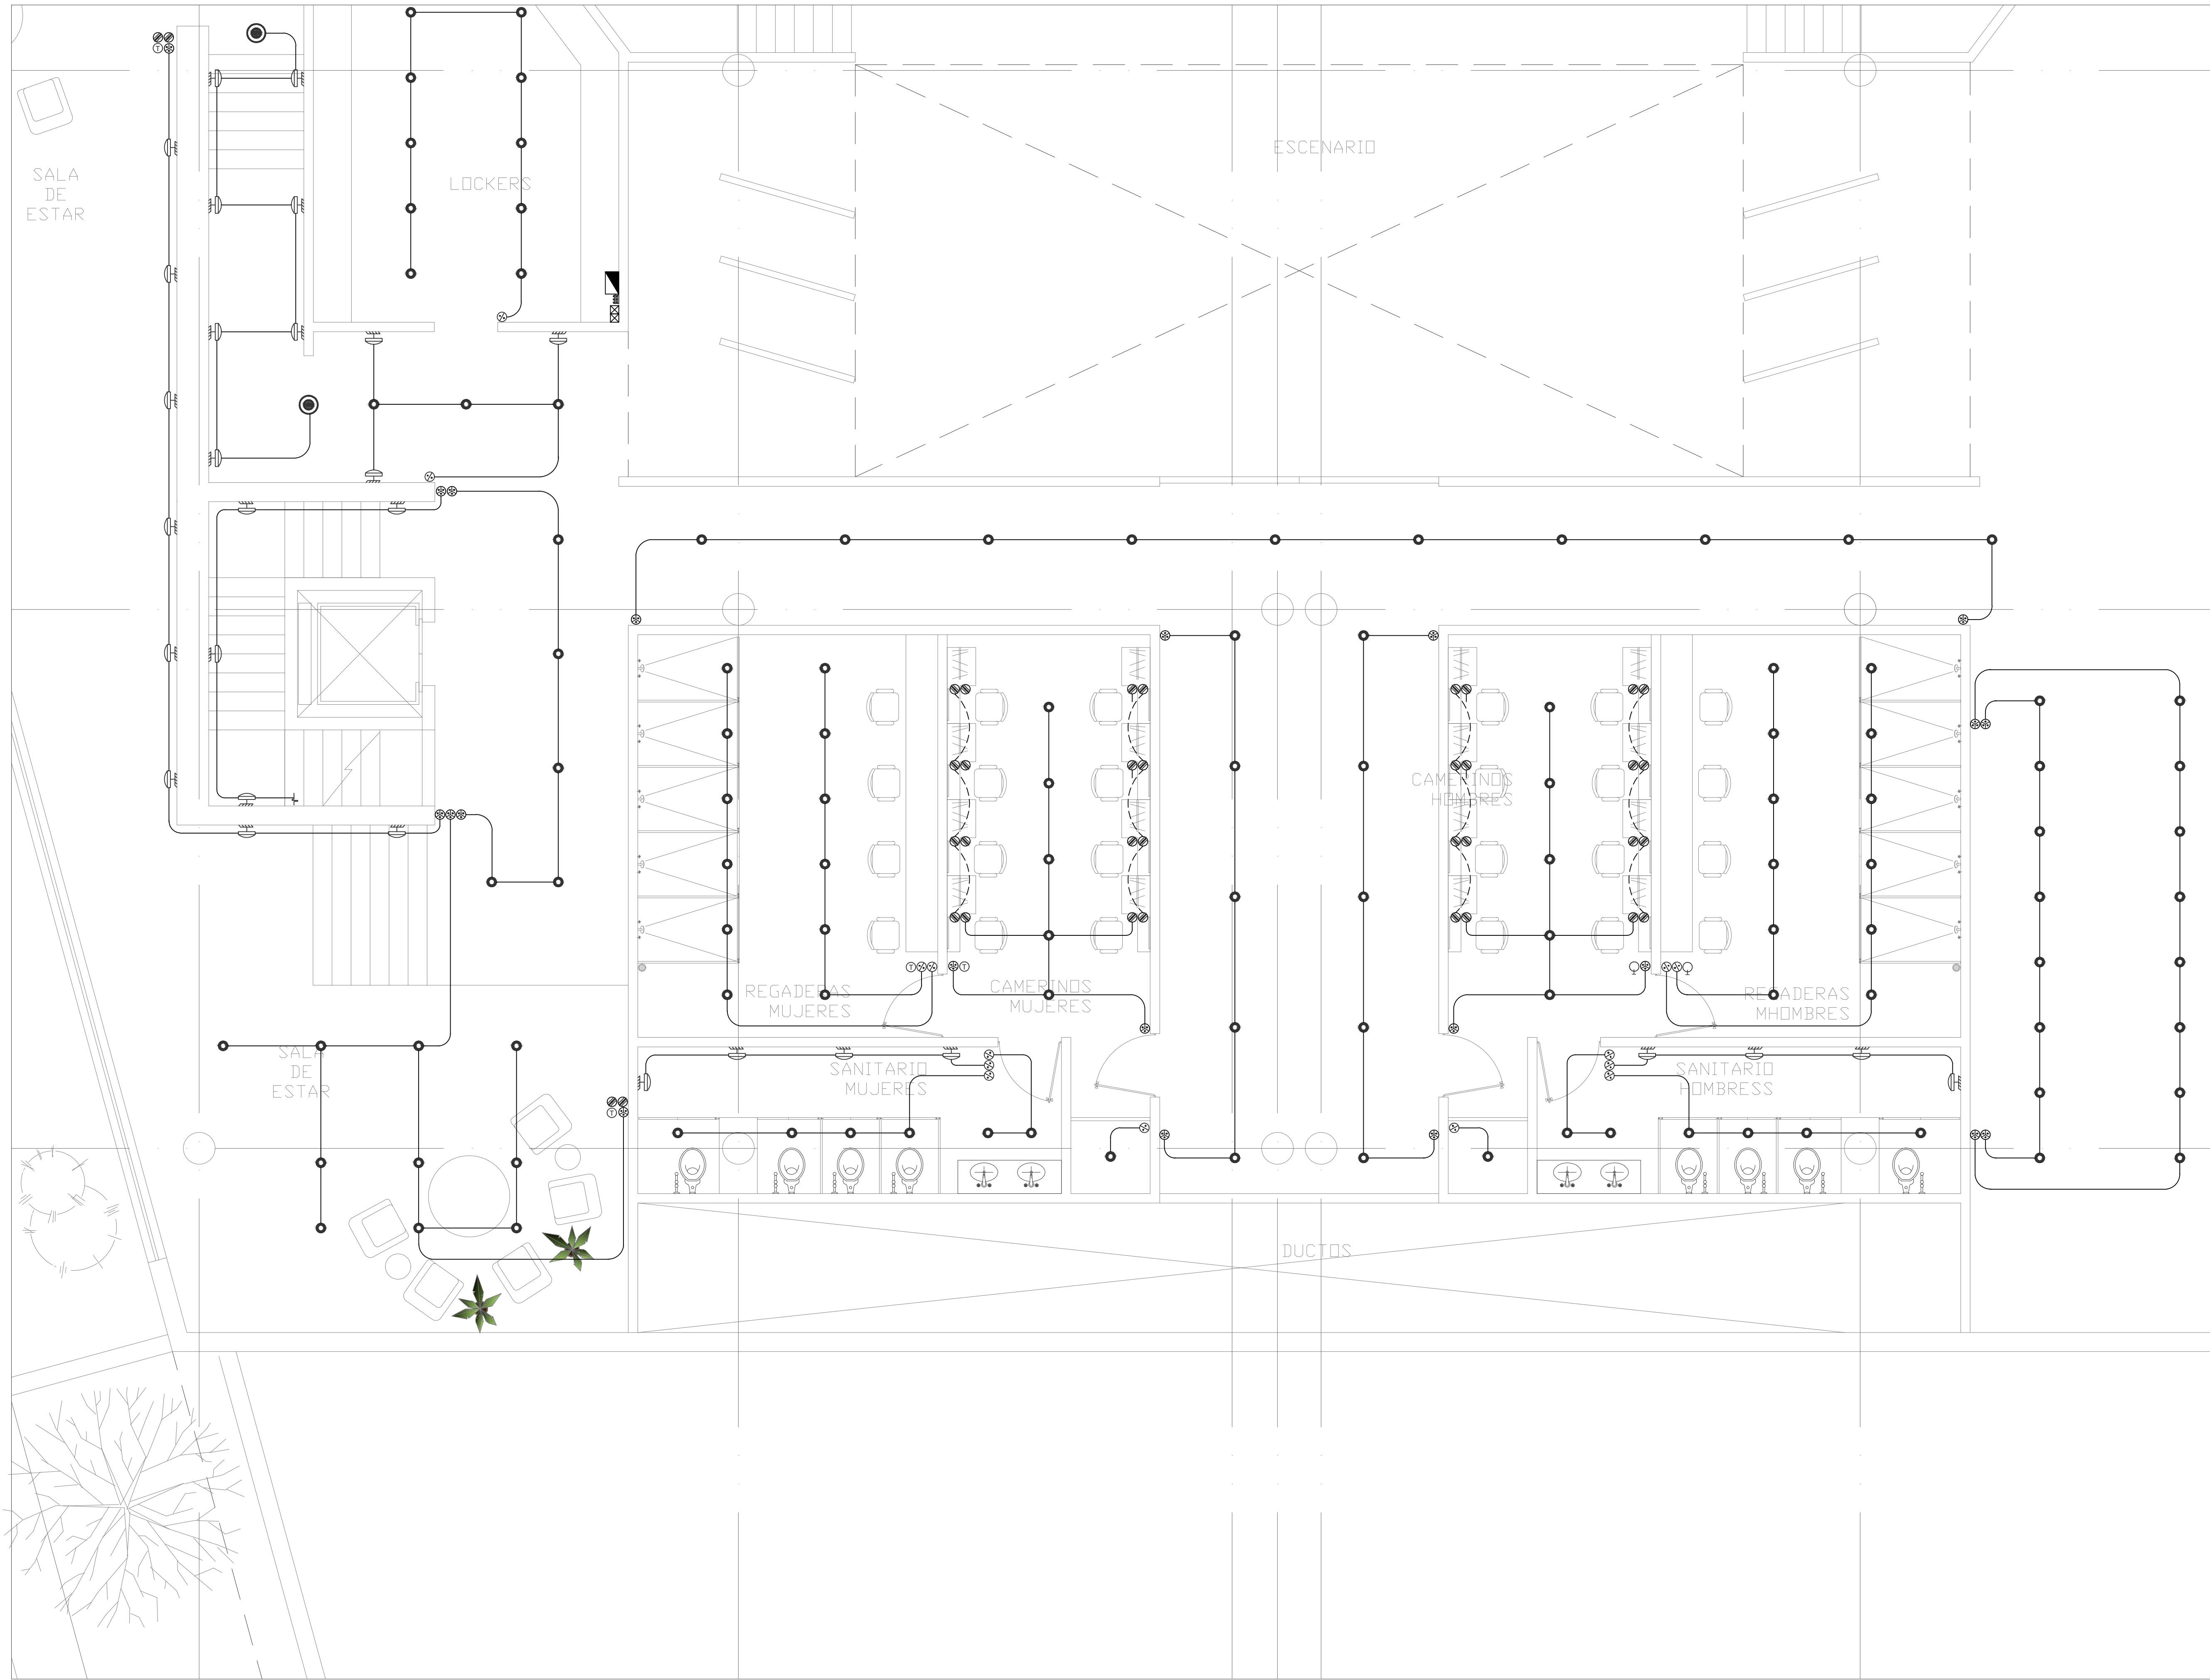 ESCENARIO
SALA
DE
ESTAR
LOCKERS
CAMERINOS
HOMBRES
REGADERAS
MUJERES
CAMERINOS
MUJERES
REGADERAS
MHOMBRES
SALA
DE
ESTAR
SANITARIO
MUJERES
SANITARIO
HOMBRESS
DUCTOS
T
T
T
T